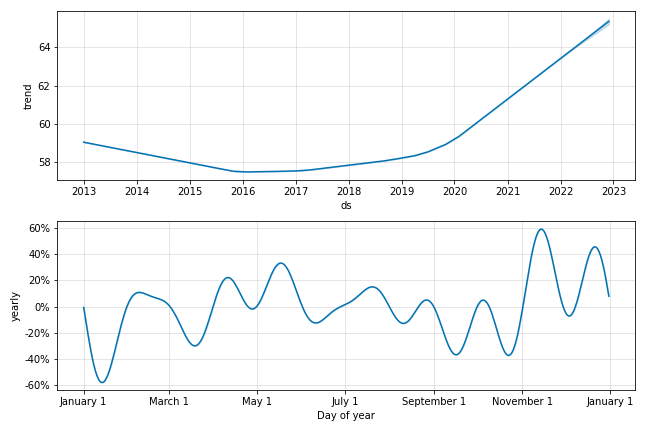 64
62
60
58
trend
2013 2014 2015 2016 2017 2018 2019 2020 2021 2022 2023
ds
60%
40%
20%
0%
-20%
-40%
-60%
yearly
January 1 March 1 May 1 July 1 September 1 November 1 January 1
Day of year